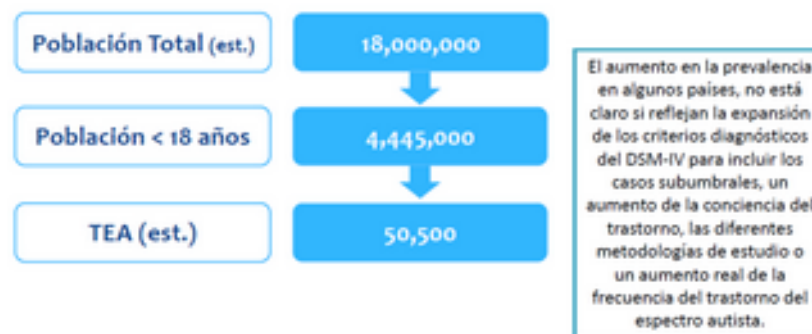 Población Total (est.)
18,000,000
Población < 18 años
4,445,000
TEA (est.)
50,500
El aumento en la prevalencia
en algunos países, no está
claro si reflejan la expansión
de los criterios diagnósticos
del DSM-IV para incluir los
casos subumbrales, un
aumento de la conciencia del
trastorno, las diferentes
metodologías de estudio o
un aumento real de la
frecuencia del trastorno del
espectro autista.